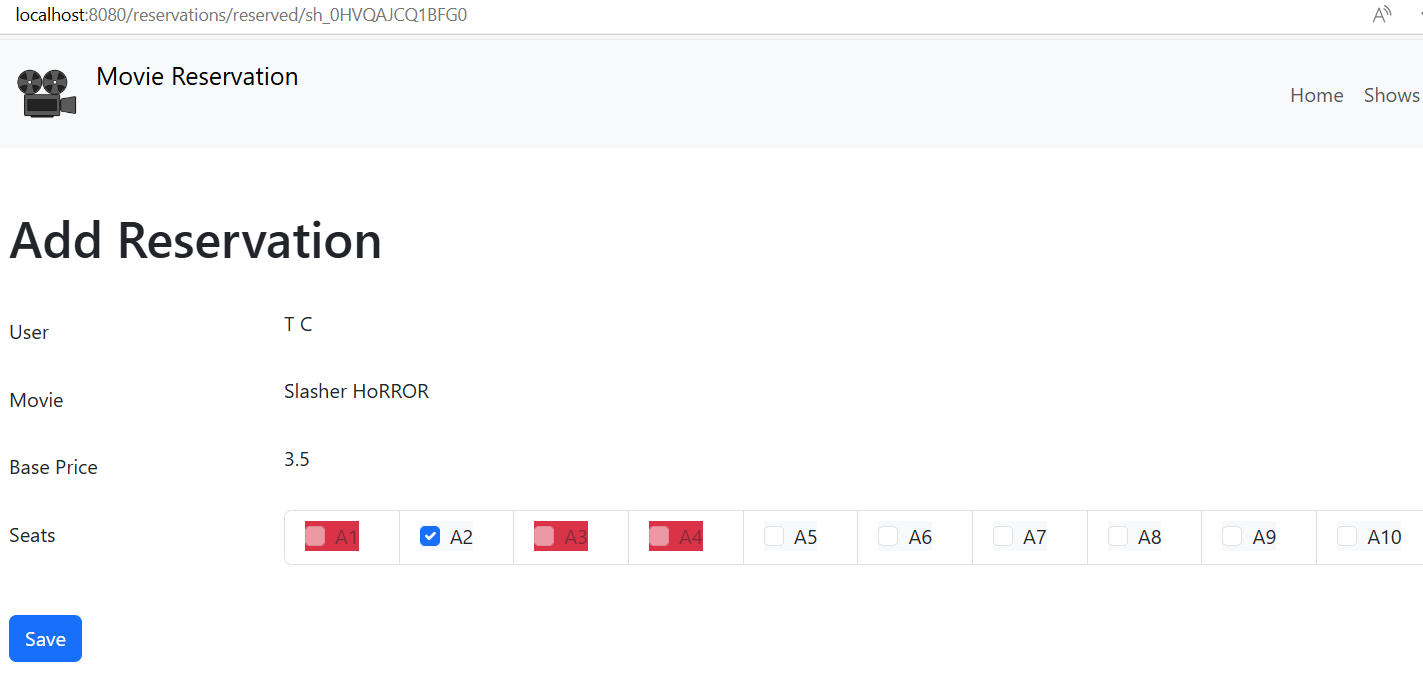 localhost:8080/reservations/reserved/sh_0HVQAJCQ1BFG0
Movie Reservation
Home Shows
Add Reservation
User T C
Movie Slasher HoRROR
Base Price 3.5
Seats A1 A2 A3 A4 A5 A6 A7 A8 A9 A10
Save